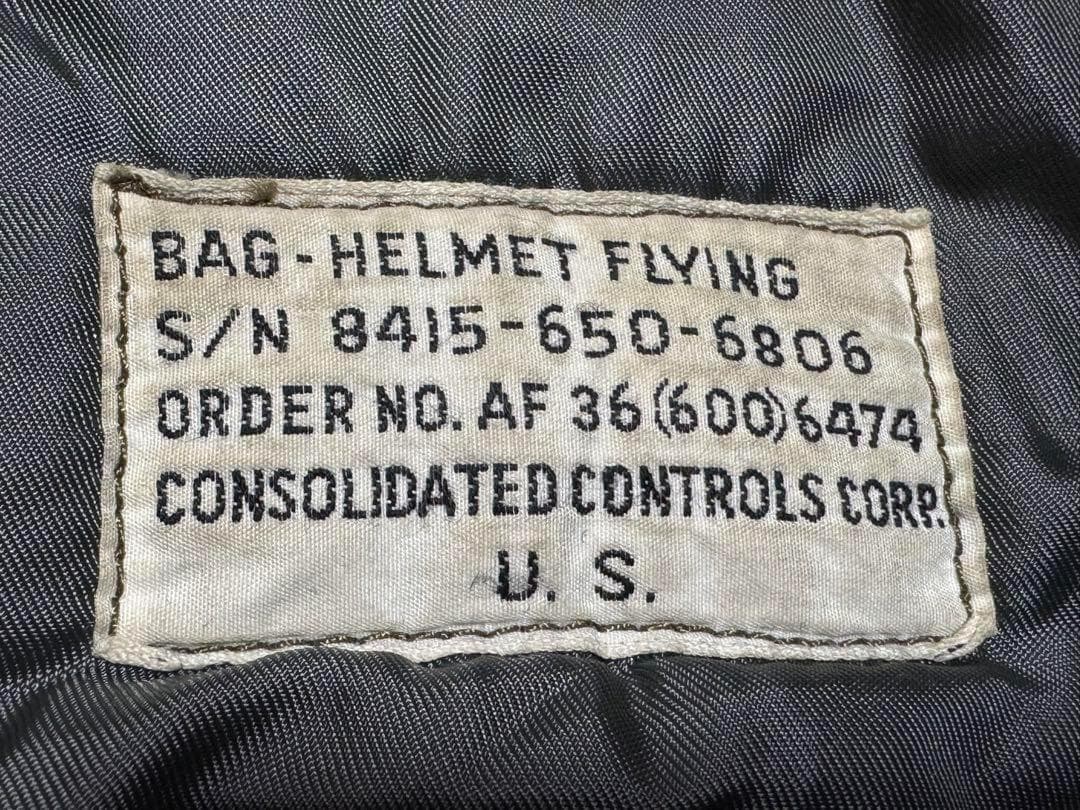 BAG - HELMET FLYING
S/N 8415-650-6806
ORDER NO. AF 36(600)6474
CONSOLIDATED CONTROLS CORP.
U. S.